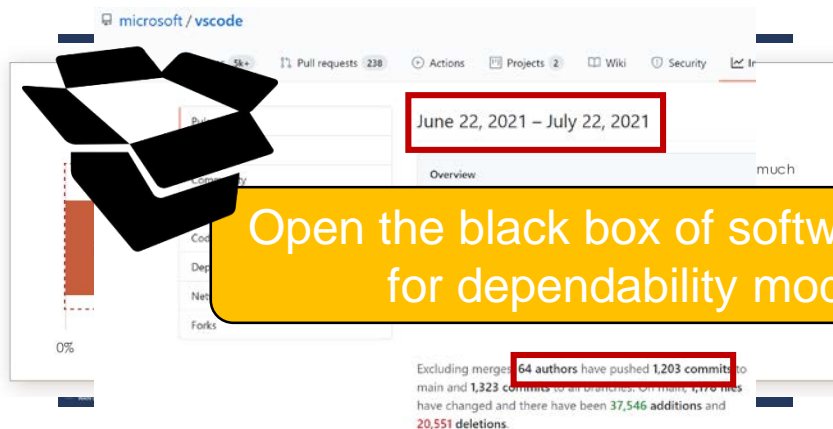 microsoft / vscode
5k+ Pull requests 238 Actions Projects 2 Wiki Security
June 22, 2021 – July 22, 2021
Overview
much
Open the black box of
for dependability
Forks
0%
Excluding merges, 64 authors have pushed 1,203 commits to
main and 1,323 commits to all branches. On main, 1,176 files
have changed and there have been 37,546 additions and
20,551 deletions.